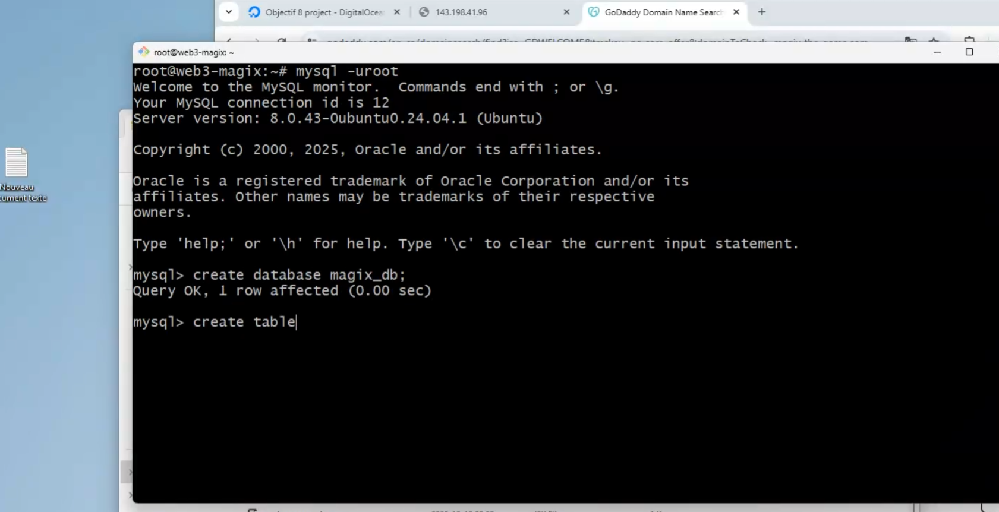 Objectif 8 project - DigitalOcea
143.198.41.96
GoDaddy Domain Name Search
root@web3-magix: ~
root@web3-magix:~# mysql -uroot
Welcome to the MySQL monitor.  Commands end with ; or \g.
Your MySQL connection id is 12
Server version: 8.0.43-0ubuntu0.24.04.1 (Ubuntu)
Copyright (c) 2000, 2025, Oracle and/or its affiliates.
Oracle is a registered trademark of Oracle Corporation and/or its
affiliates. Other names may be trademarks of their respective
owners.
Type 'help;' or '\h' for help. Type '\c' to clear the current input statement.
mysql> create database magix_db;
Query OK, 1 row affected (0.00 sec)
mysql> create table
Nouveau
cument texte